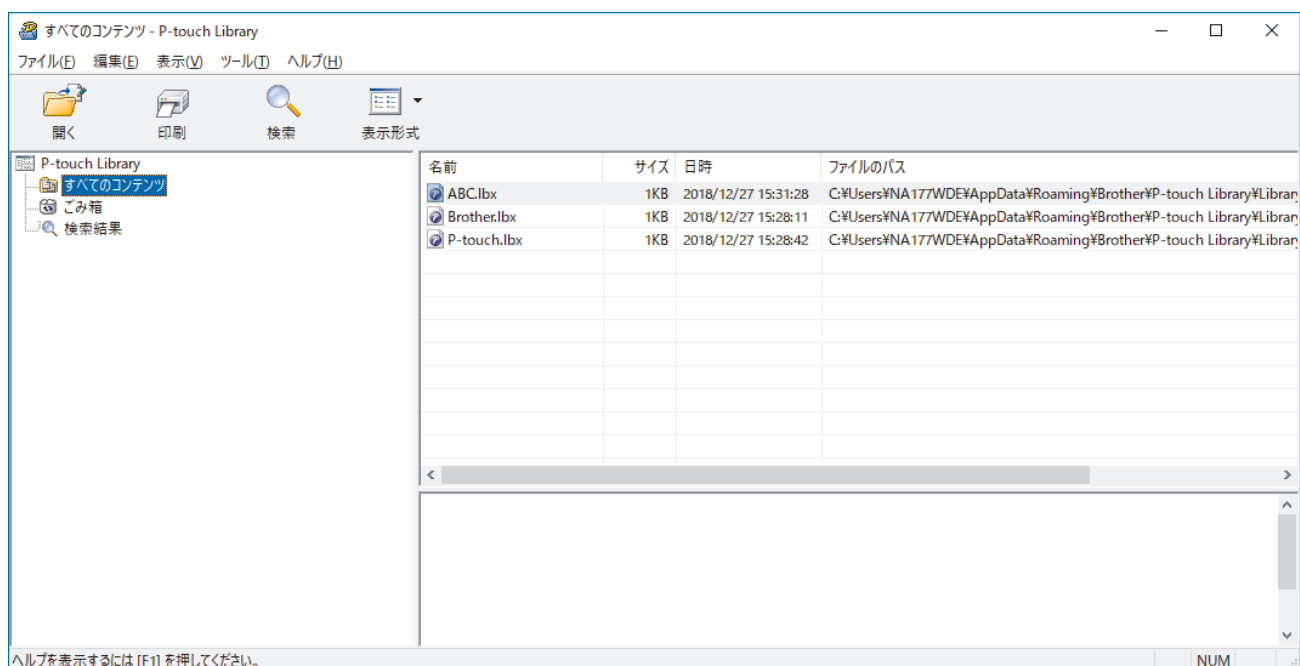 すべてのコンテンツ - P-touch Library
ファイル(F) 編集(E) 表示(V) ツール(T) ヘルプ(H)
開く 印刷 検索 表示形式
P-touch Library
すべてのコンテンツ
ごみ箱
検索結果
名前 サイズ 日時 ファイルのパス
ABC.lbx 1KB 2018/12/27 15:31:28 C:¥Users¥NA177WDE¥AppData¥Roaming¥Brother¥P-touch Library¥Librar
Brother.lbx 1KB 2018/12/27 15:28:11 C:¥Users¥NA177WDE¥AppData¥Roaming¥Brother¥P-touch Library¥Librar
P-touch.lbx 1KB 2018/12/27 15:28:42 C:¥Users¥NA177WDE¥AppData¥Roaming¥Brother¥P-touch Library¥Librar
ヘルプを表示するには [F1] を押してください。 NUM